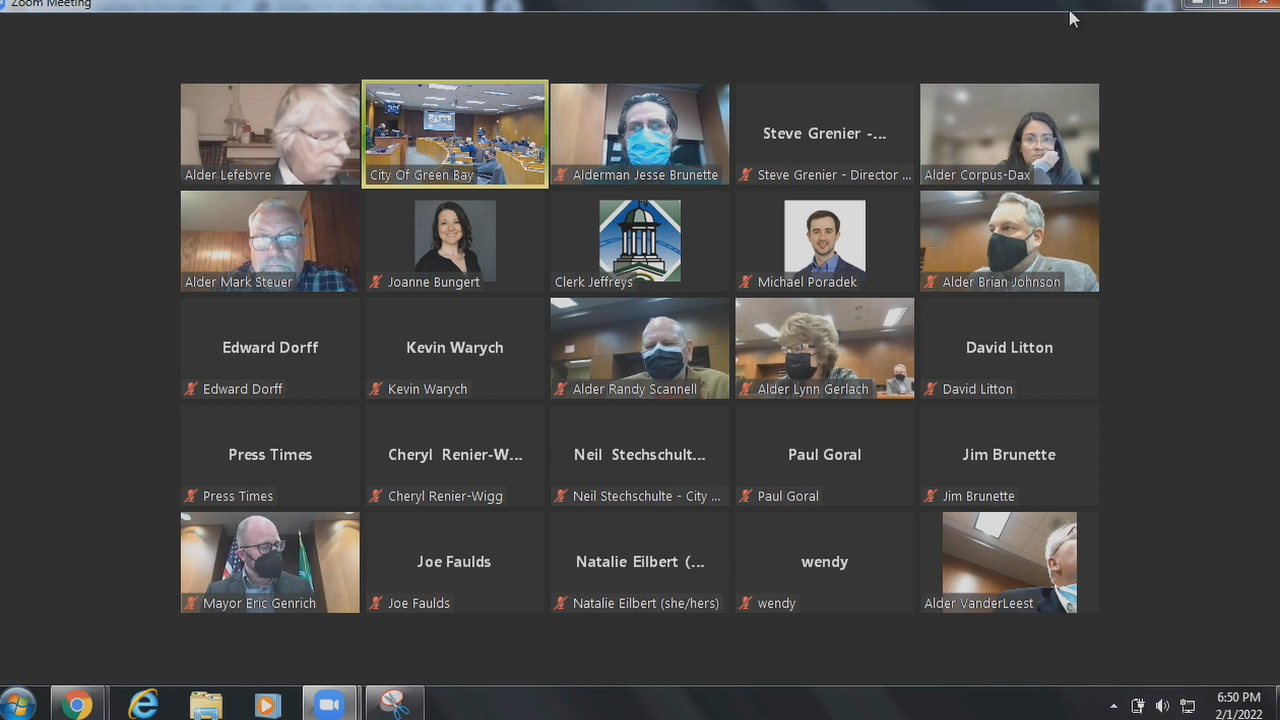 Zoom Meeting
Alder Lefebvre
City Of Green Bay
Alderman Jesse Brunette
Steve Grenier -...
Steve Grenier - Director ...
Alder Corpus-Dax
Alder Mark Steuer
Joanne Bungert
Clerk Jeffreys
Michael Poradek
Alder Brian Johnson
Edward Dorff
Edward Dorff
Kevin Warych
Kevin Warych
Alder Randy Scannell
Alder Lynn Gerlach
David Litton
David Litton
Press Times
Press Times
Cheryl Renier-W...
Cheryl Renier-Wigg
Neil Stechschult...
Neil Stechschulte - City ...
Paul Goral
Paul Goral
Jim Brunette
Jim Brunette
Mayor Eric Genrich
Joe Faulds
Joe Faulds
Natalie Eilbert (...
Natalie Eilbert (she/hers)
wendy
wendy
Alder VanderLeest
6:50 PM
2/1/2022